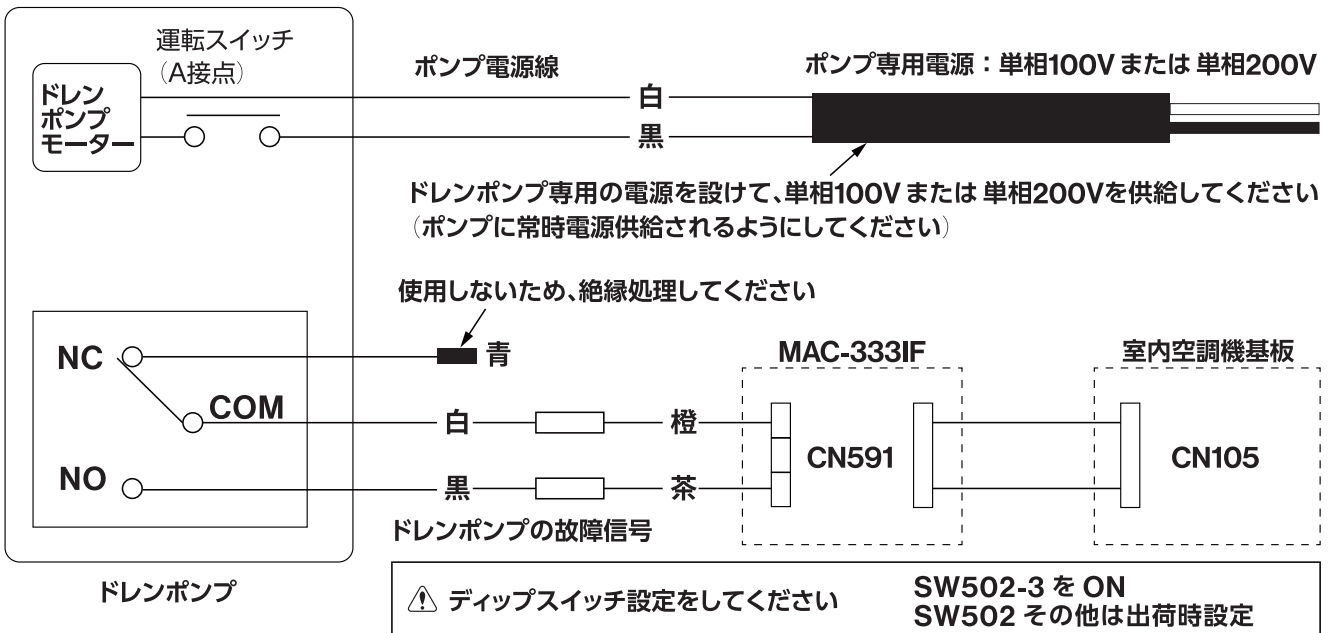 運転スイッチ
（A接点）
ドレン
ポンプ
モーター
ポンプ電源線
ポンプ専用電源：単相100V または 単相200V
白
黒
ドレンポンプ専用の電源を設けて、単相100V または 単相200Vを供給してください
（ポンプに常時電源供給されるようにしてください）
使用しないため、絶縁処理してください
NC
青
MAC-333IF
室内空調機基板
COM
白
橙
CN591
CN105
NO
黒
茶
ドレンポンプの故障信号
ドレンポンプ
ディップスイッチ設定をしてください
SW502-3 を ON
SW502 その他は出荷時設定